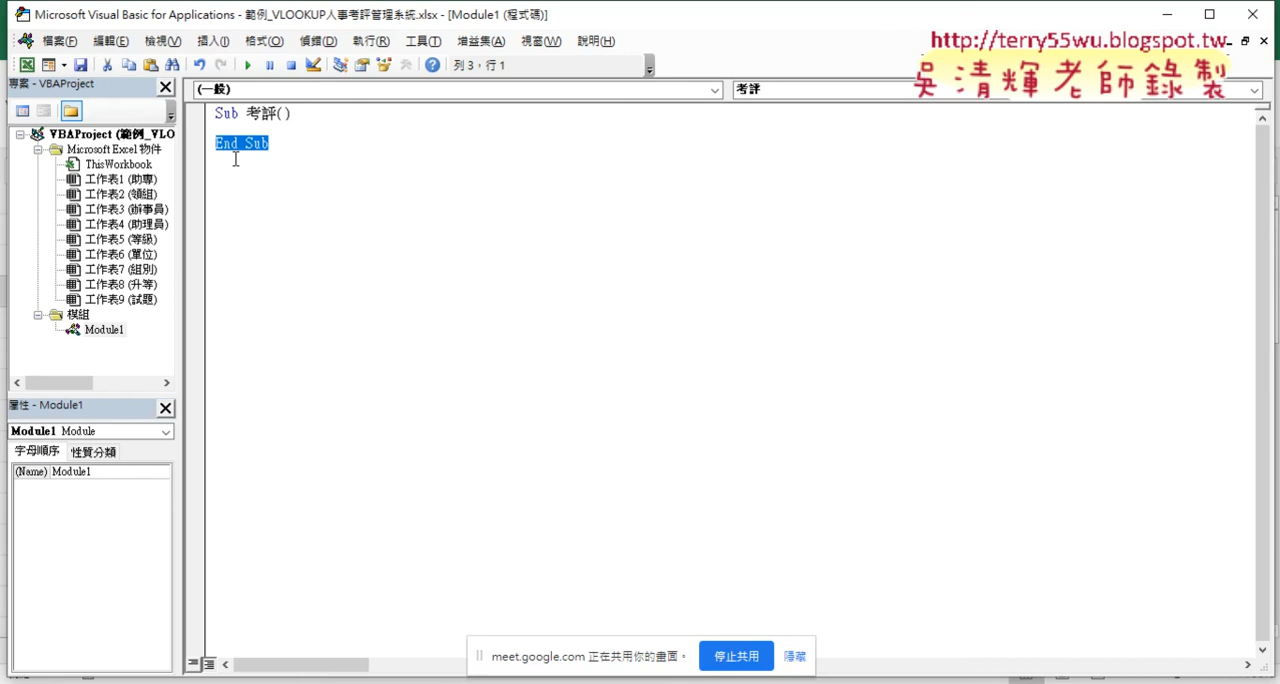 Microsoft Visual Basic for Applications - 範例_VLOOKUP人事考評管理系統.xlsx - [Module1 (程式碼)]
檔案(F) 編輯(E) 檢視(V) 插入(I) 格式(O) 偵錯(D) 執行(R) 工具(T) 增益集(A) 視窗(W) 說明(H)
http://terry55wu.blogspot.tw
吳清輝老師錄製
列 3，行 1
專案 - VBAProject
(一般)
考評
VBAProject (範例_VLO
Microsoft Excel 物件
ThisWorkbook
工作表1 (助專)
工作表2 (領組)
工作表3 (辦事員)
工作表4 (助理員)
工作表5 (等級)
工作表6 (單位)
工作表7 (組別)
工作表8 (升等)
工作表9 (試題)
模組
Module1
Sub 考評()
End Sub
屬性 - Module1
Module1 Module
字母順序 性質分類
(Name) Module1
meet.google.com 正在共用你的畫面。
停止共用
隱藏